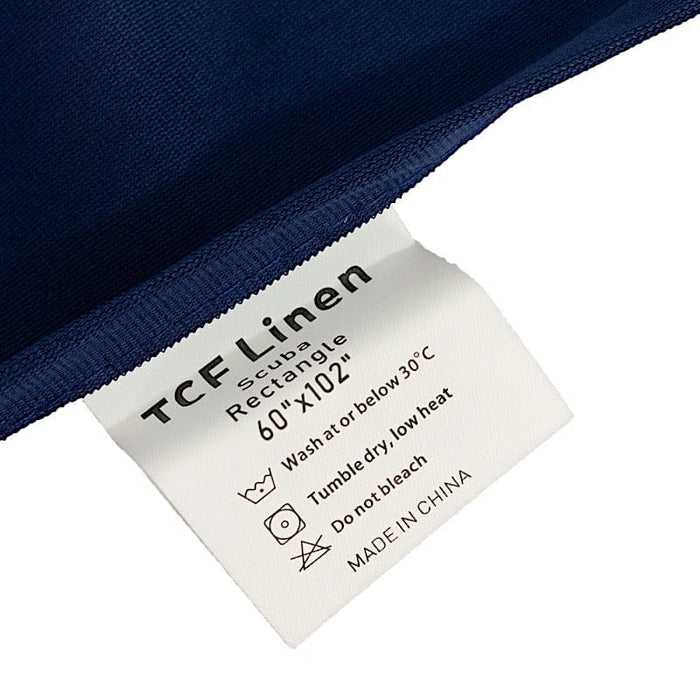 TCF Linen
Scuba
Rectangle
60"x102"
Wash at or below 30°C
Tumble dry, low heat
Do not bleach
MADE IN CHINA